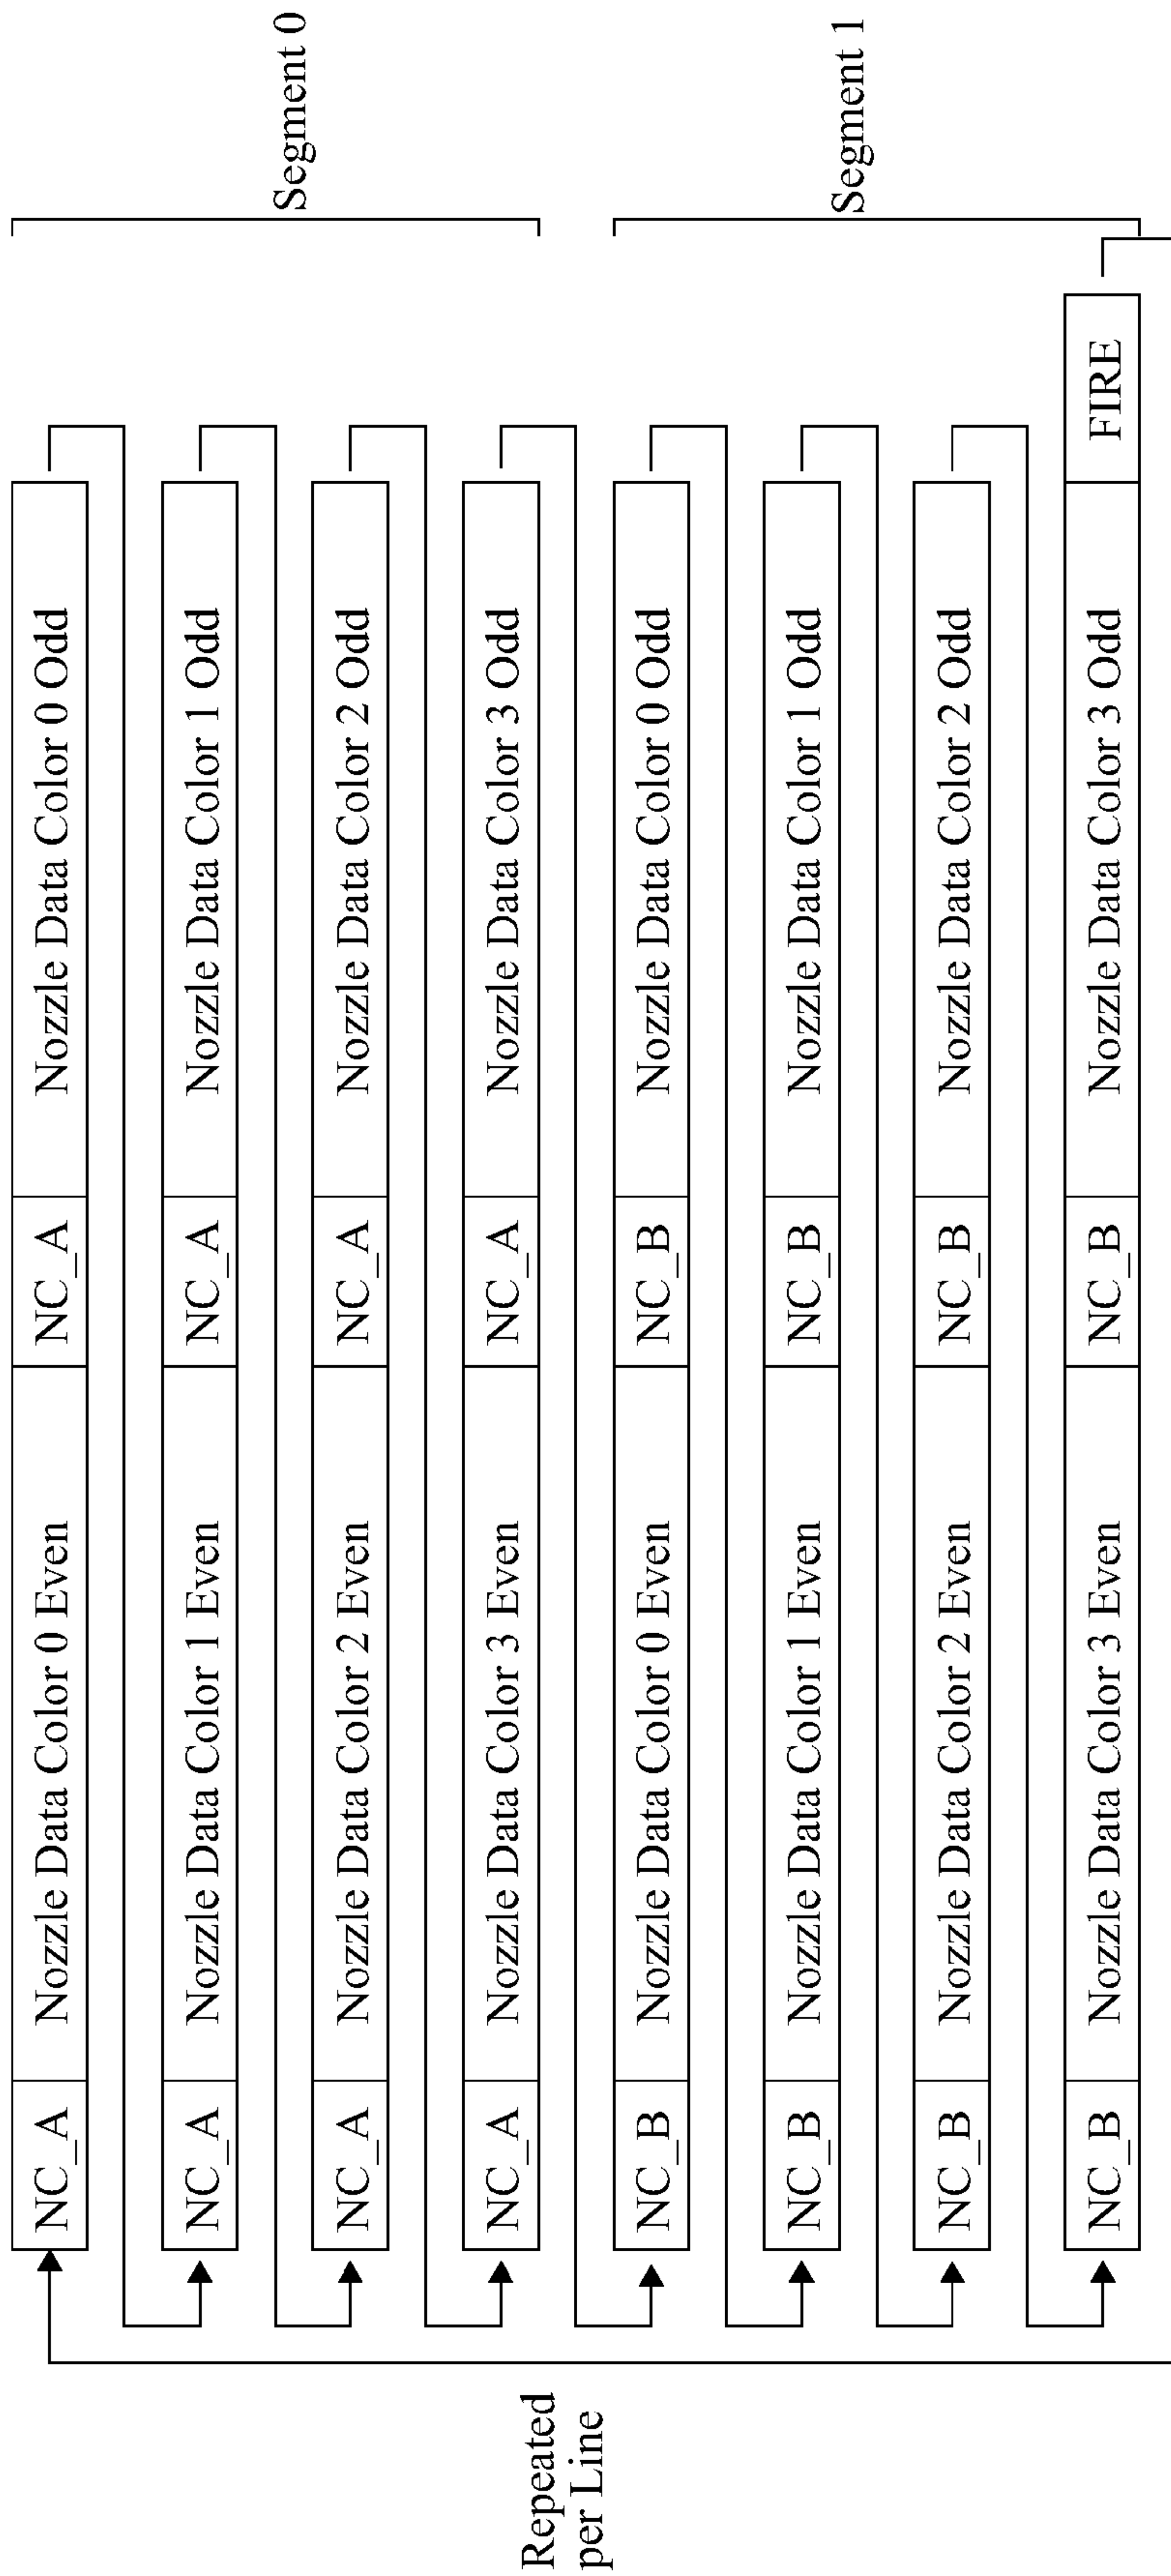 NC_A Nozzle Data Color 0 Even NC_A Nozzle Data Color 0 Odd
NC_A Nozzle Data Color 1 Even NC_A Nozzle Data Color 1 Odd
NC_A Nozzle Data Color 2 Even NC_A Nozzle Data Color 2 Odd
NC_A Nozzle Data Color 3 Even NC_A Nozzle Data Color 3 Odd
Segment 0
NC_B Nozzle Data Color 0 Even NC_B Nozzle Data Color 0 Odd
NC_B Nozzle Data Color 1 Even NC_B Nozzle Data Color 1 Odd
NC_B Nozzle Data Color 2 Even NC_B Nozzle Data Color 2 Odd
NC_B Nozzle Data Color 3 Even NC_B Nozzle Data Color 3 Odd FIRE
Segment 1
Repeated
per Line